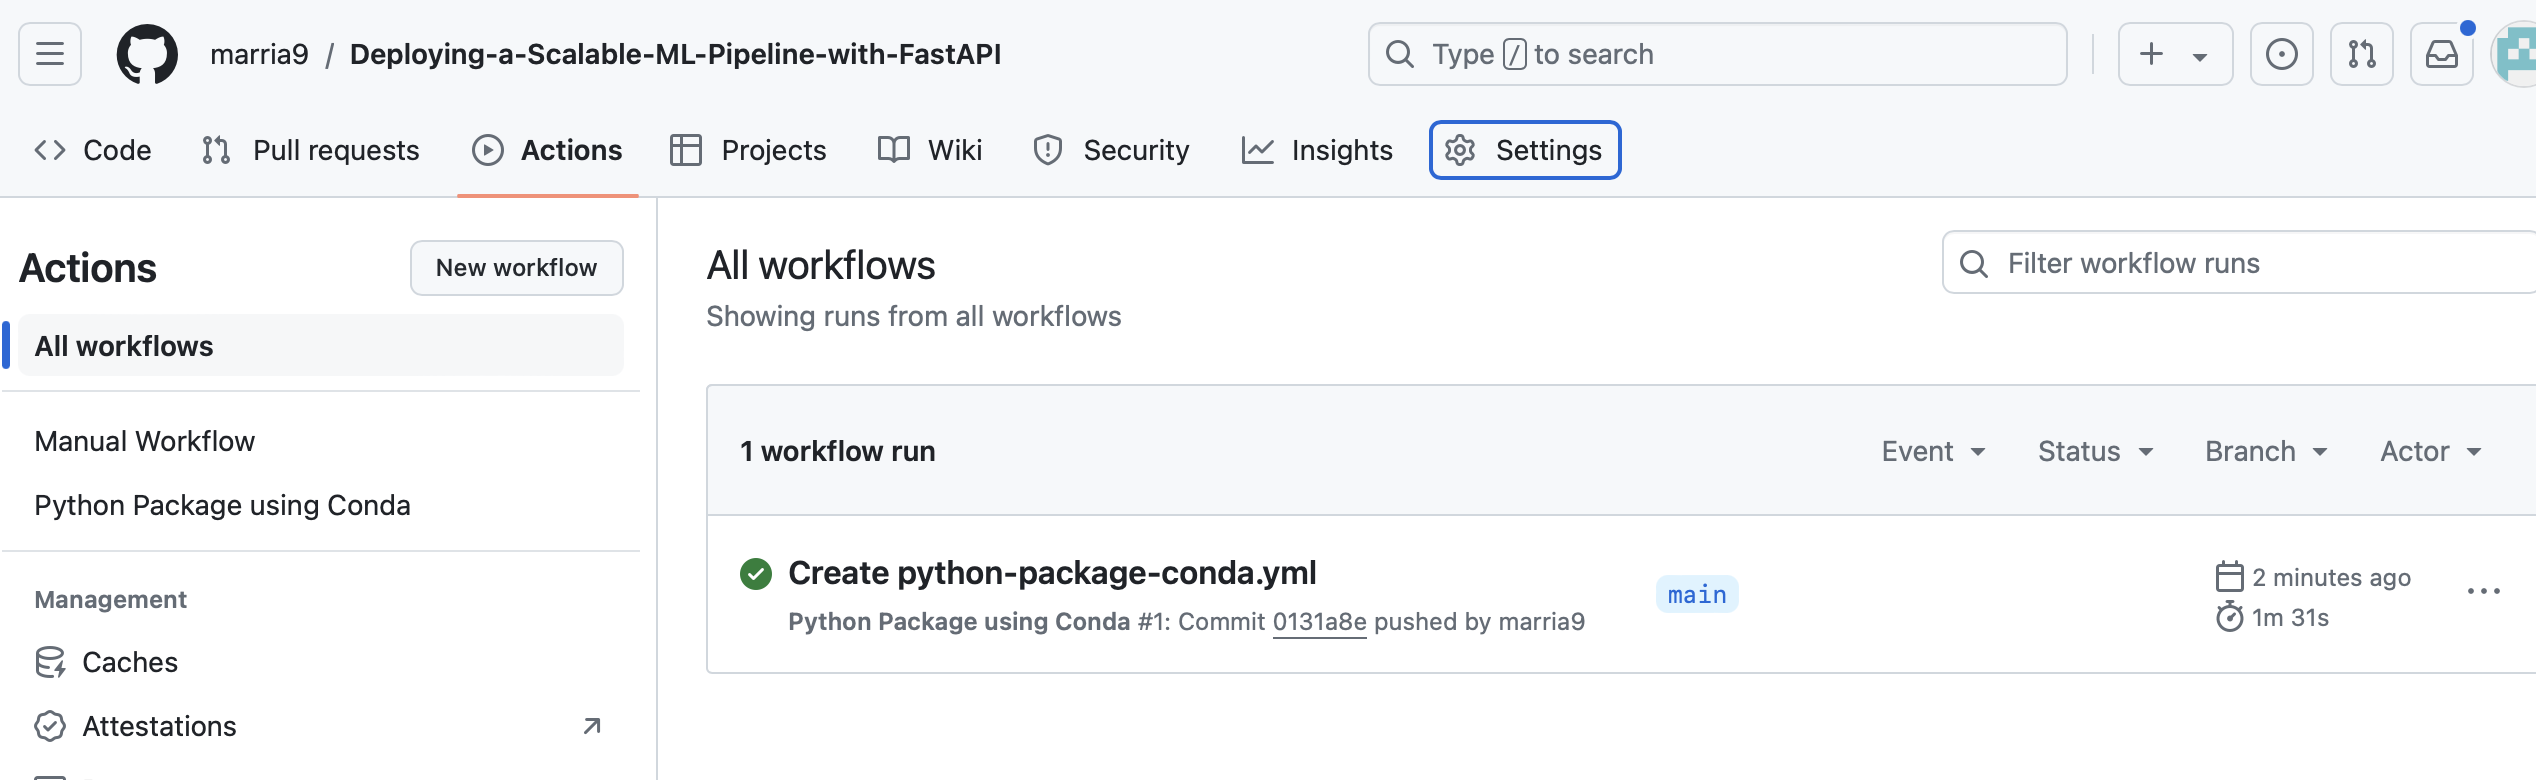 marria9 / Deploying-a-Scalable-ML-Pipeline-with-FastAPI
Type / to search
Code Pull requests Actions Projects Wiki Security Insights Settings
Actions
New workflow
All workflows
Manual Workflow
Python Package using Conda
Management
Caches
Attestations
All workflows
Showing runs from all workflows
Filter workflow runs
1 workflow run
Event Status Branch Actor
Create python-package-conda.yml
Python Package using Conda #1: Commit 0131a8e pushed by marria9
main
2 minutes ago
1m 31s